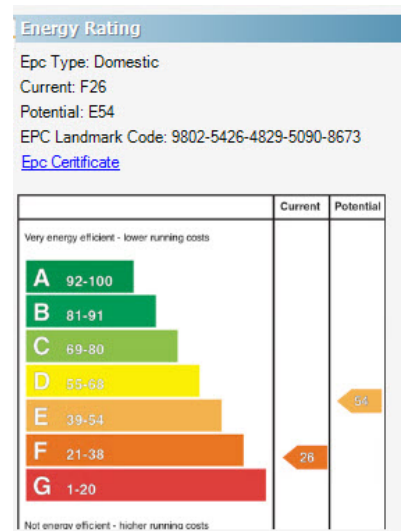 Energy Rating
Epc Type: Domestic
Current: F26
Potential: E54
EPC Landmark Code: 9802-5426-4829-5090-8673
Epc Ceritificate
Current Potential
Very energy efficient - lower running costs
A 92-100
B 81-91
C 69-80
D 55-68
E 39-54
54
F 21-38
26
G 1-20
Not energy efficient - higher running costs